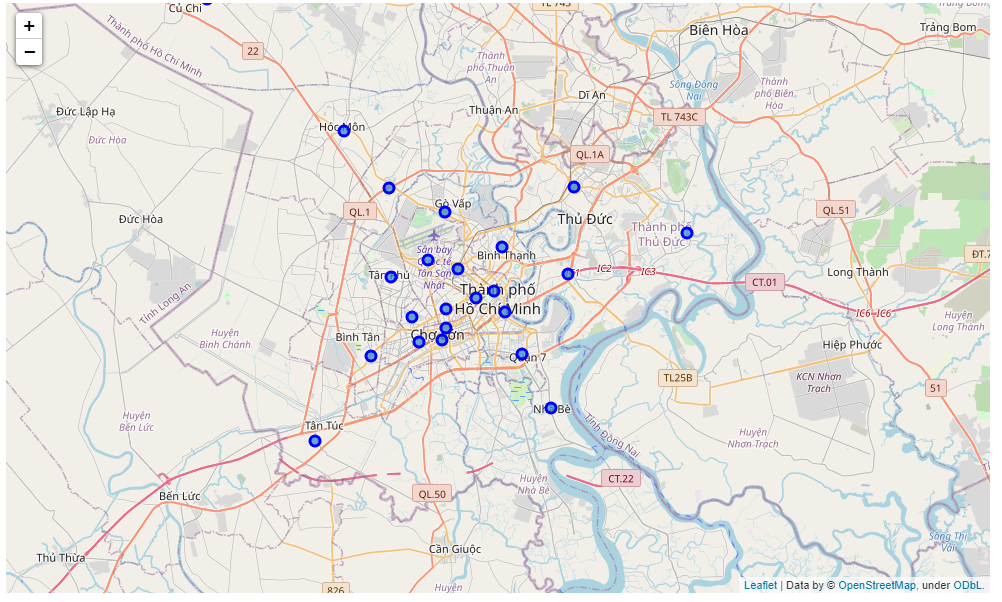 +
−
Củ Chi
TL 743
Biên Hòa
Trảng Bom
Thành phố Hồ Chí Minh
22
Thành
phố Thuận
An
Sông Đồng
Nai
Thành
phố Biên
Hòa
Dĩ An
Thuận An
TL 743C
Đức Lập Hạ
Đức Hòa
Hóc Môn
QL.1A
QL.1
Gò Vấp
QL.51
Đức Hòa
Thủ Đức
Thành phố
Thủ Đức
Sân bay
Quốc tế
Tân Sơn
Nhất
Bình Thạnh
ĐT.7
Tân Phú
IC2
IC3
Long Thành
CT.01
Thành phố
Hồ Chí Minh
Tỉnh Long An
IC6
IC6
Huyện
Long Thành
Huyện
Bình Chánh
Bình Tân
Chợ Lớn
Quận 7
Hiệp Phước
TL25B
KCN Nhơn
Trạch
51
Huyện
Bến Lức
Nhà Bè
Tân Túc
Tỉnh Đồng Nai
Huyện
Nhơn Trạch
CT.22
Huyện
Nhà Bè
QL.50
Bến Lức
Cần Giuộc
Thủ Thừa
Sông Thị
Vải
826
Huyện
Leaflet | Data by © OpenStreetMap, under ODbL.